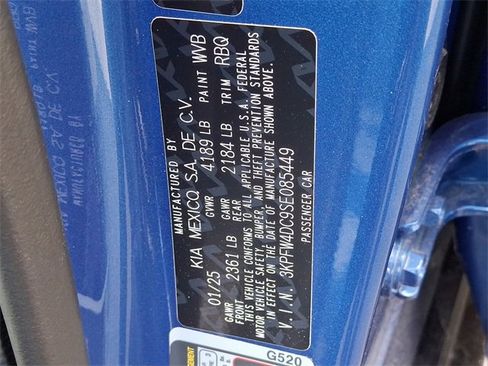 MANUFACTURED BY
KIA MEXICO, S.A. DE C.V.
01/25 GVWR 4189 LB PAINT WVB
GAWR FRONT 2361 LB GAWR REAR 2184 LB TRIM RBQ
THIS VEHICLE CONFORMS TO ALL APPLICABLE U.S.A. FEDERAL
MOTOR VEHICLE SAFETY, BUMPER, AND THEFT PREVENTION STANDARDS
IN EFFECT ON THE DATE OF MANUFACTURE SHOWN ABOVE.
V.I.N. 3KPFW4DC9SE085449
PASSENGER CAR
G520